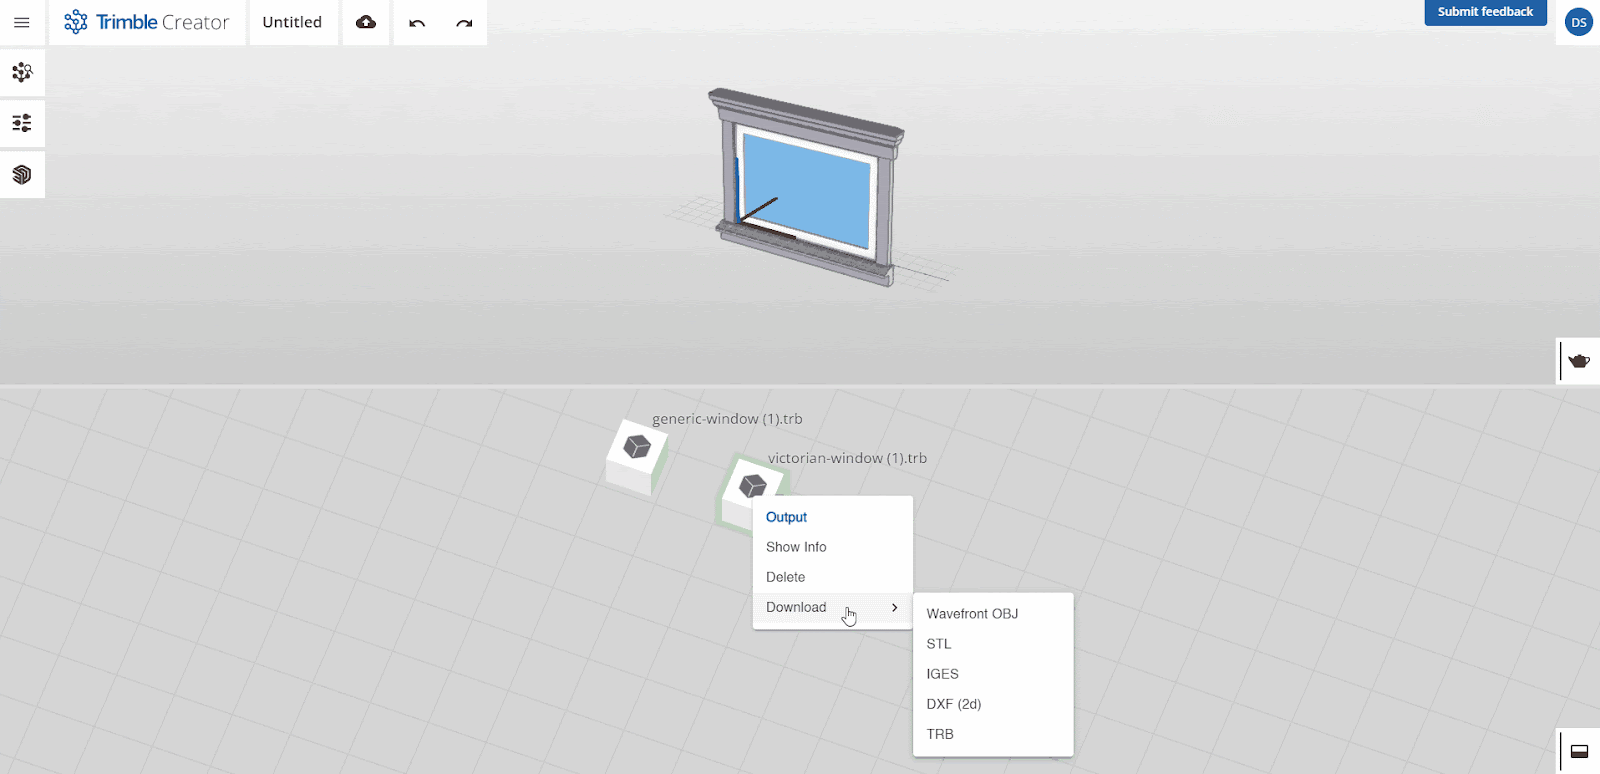 Trimble Creator
Untitled
Submit feedback
DS
generic-window (1).trb
victorian-window (1).trb
Output
Show Info
Delete
Download
Wavefront OBJ
STL
IGES
DXF (2d)
TRB